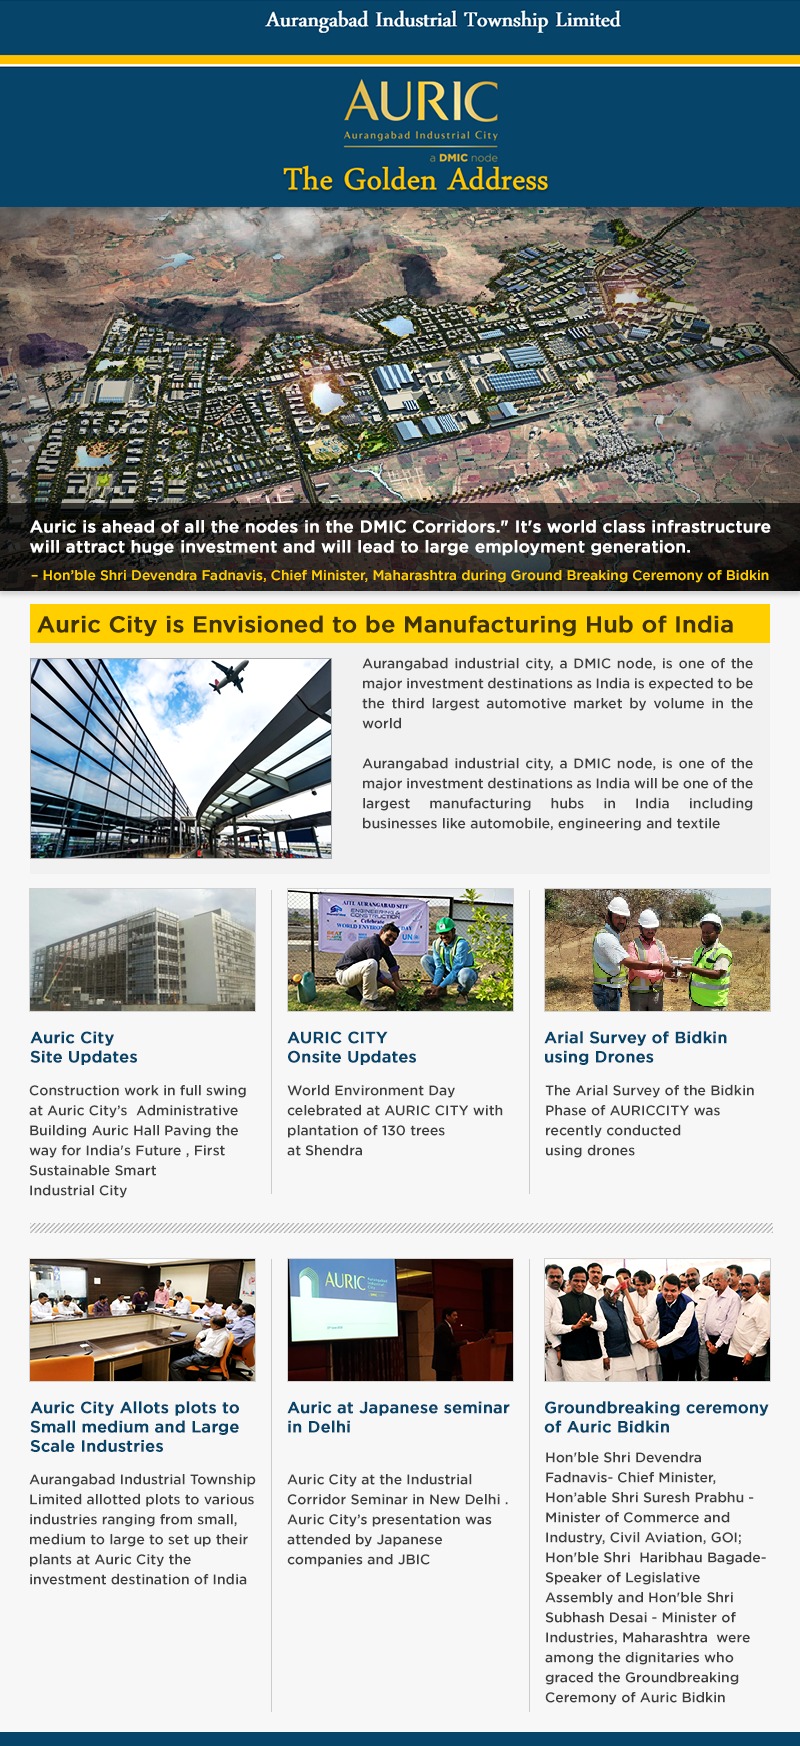 Aurangabad Industrial Township Limited
AURIC
Aurangabad Industrial City
a DMIC node
The Golden Address
Auric is ahead of all the nodes in the DMIC Corridors." It's world class infrastructure
will attract huge investment and will lead to large employment generation.
– Hon’ble Shri Devendra Fadnavis, Chief Minister, Maharashtra during Ground Breaking Ceremony of Bidkin
Auric City is Envisioned to be Manufacturing Hub of India
Aurangabad industrial city, a DMIC node, is one of the
major investment destinations as India is expected to be
the third largest automotive market by volume in the
world
Aurangabad industrial city, a DMIC node, is one of the
major investment destinations as India will be one of the
largest manufacturing hubs in India including
businesses like automobile, engineering and textile
AITL AURANGABAD SITE
ENGINEERING &
CONSTRUCTION
Celebrate
WORLD ENVIRONMENT DAY
UN
Auric City
Site Updates
Construction work in full swing
at Auric City’s Administrative
Building Auric Hall Paving the
way for India's Future , First
Sustainable Smart
Industrial City
AURIC CITY
Onsite Updates
World Environment Day
celebrated at AURIC CITY with
plantation of 130 trees
at Shendra
Arial Survey of Bidkin
using Drones
The Arial Survey of the Bidkin
Phase of AURICCITY was
recently conducted
using drones
AURIC
Auric City Allots plots to
Small medium and Large
Scale Industries
Aurangabad Industrial Township
Limited allotted plots to various
industries ranging from small,
medium to large to set up their
plants at Auric City the
investment destination of India
Auric at Japanese seminar
in Delhi
Auric City at the Industrial
Corridor Seminar in New Delhi .
Auric City’s presentation was
attended by Japanese
companies and JBIC
Groundbreaking ceremony
of Auric Bidkin
Hon'ble Shri Devendra
Fadnavis- Chief Minister,
Hon’able Shri Suresh Prabhu -
Minister of Commerce and
Industry, Civil Aviation, GOI;
Hon'ble Shri Haribhau Bagade-
Speaker of Legislative
Assembly and Hon'ble Shri
Subhash Desai - Minister of
Industries, Maharashtra were
among the dignitaries who
graced the Groundbreaking
Ceremony of Auric Bidkin